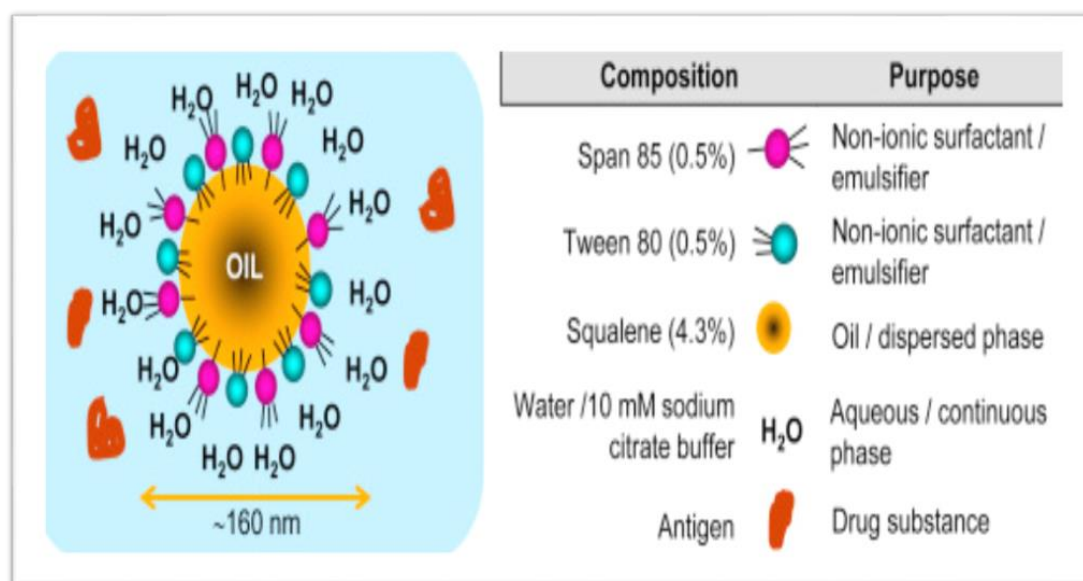 H₂O H₂O H₂O
H₂O H₂O
H₂O
H₂O
OIL
H₂O H₂O
H₂O H₂O
H₂O H₂O
H₂O H₂O
~160 nm
Composition Purpose
Span 85 (0.5%) Non-ionic surfactant /
emulsifier
Tween 80 (0.5%) Non-ionic surfactant /
emulsifier
Squalene (4.3%) Oil / dispersed phase
Water /10 mM sodium
citrate buffer
H₂O
Aqueous / continuous
phase
Antigen Drug substance